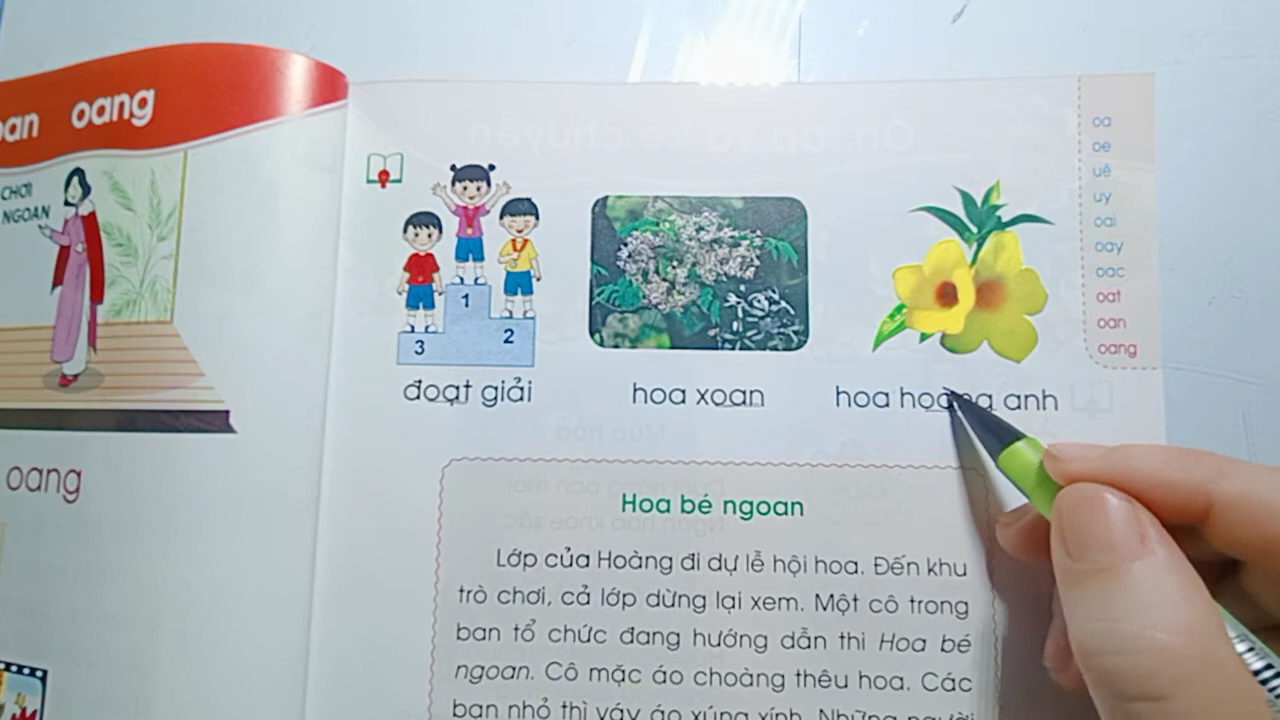 oan oang
CHƠI
NGOAN
oang
1
2
3
đoạt giải
hoa xoan
hoa hoàng anh
oa
oe
uê
uy
oai
oay
oac
oat
oan
oang
Hoa bé ngoan
Lớp của Hoàng đi dự lễ hội hoa. Đến khu
trò chơi, cả lớp dừng lại xem. Một cô trong
ban tổ chức đang hướng dẫn thi Hoa bé
ngoan. Cô mặc áo choàng thêu hoa. Các
bạn nhỏ thì váy áo xúng xính. Những người